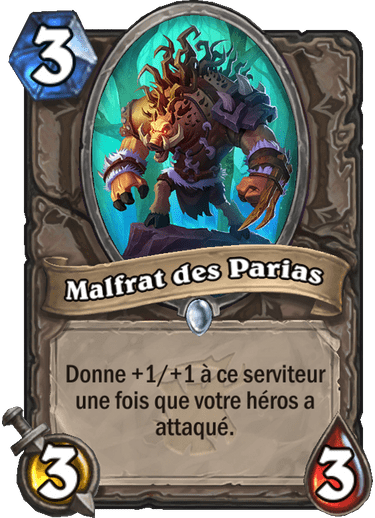 3
Malfrat des Parias
Donne +1/+1 à ce serviteur
une fois que votre héros a
attaqué.
3
3